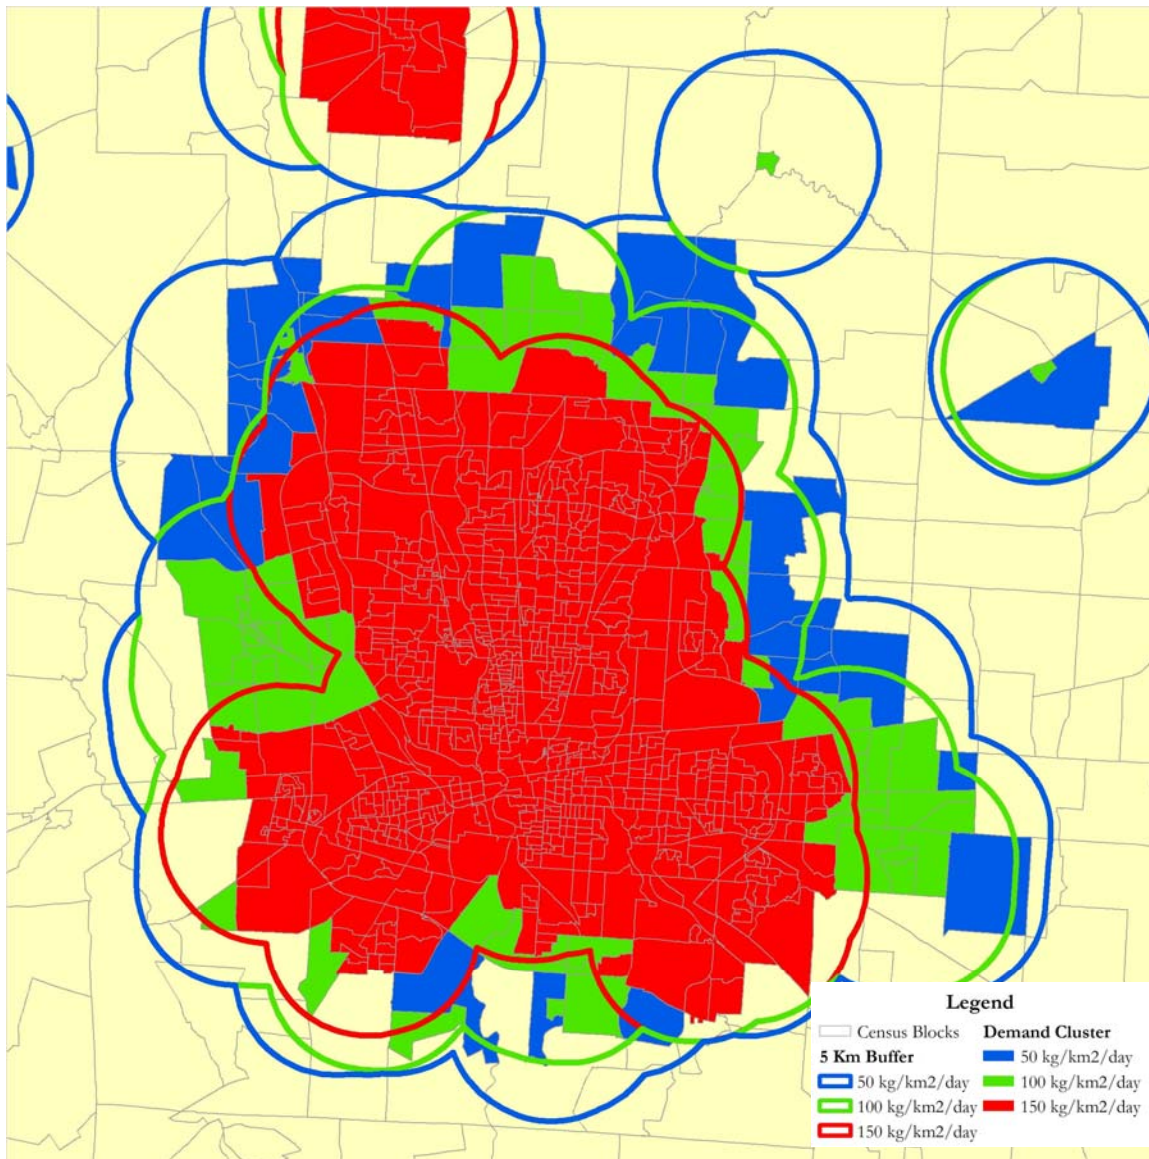 Legend
Census Blocks
5 Km Buffer
50 kg/km2/day
100 kg/km2/day
150 kg/km2/day
Demand Cluster
50 kg/km2/day
100 kg/km2/day
150 kg/km2/day